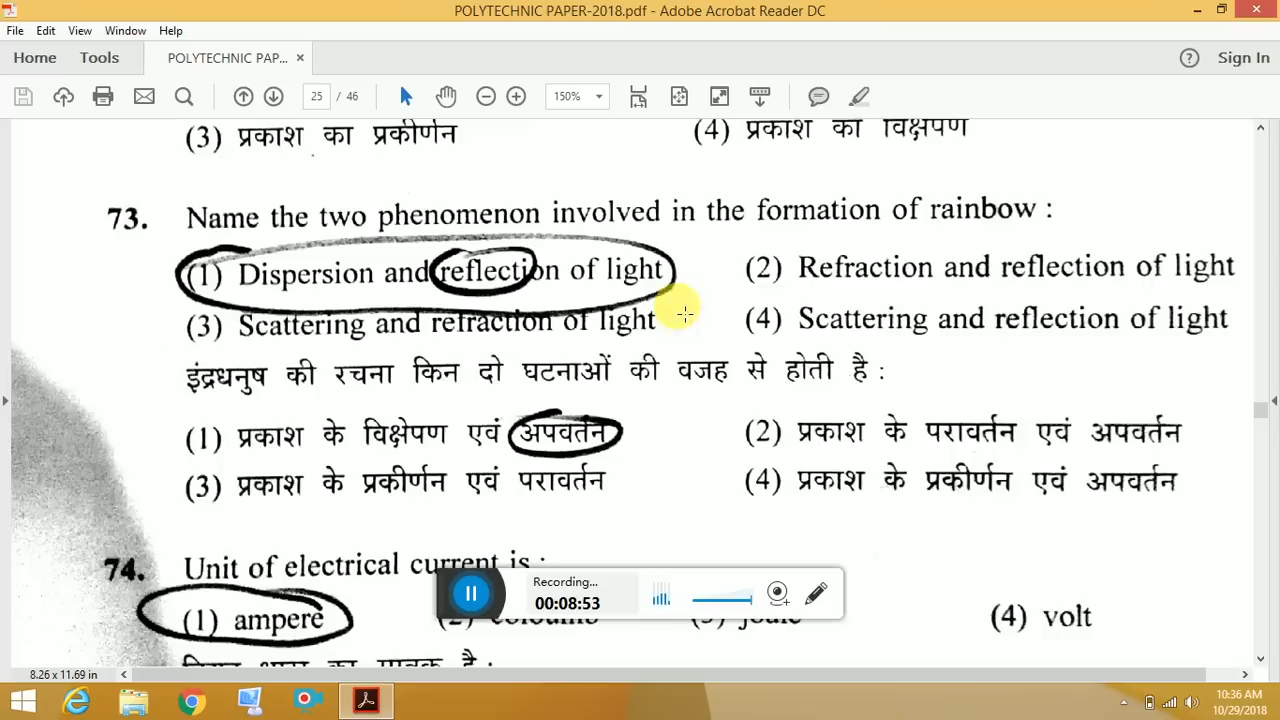 POLYTECHNIC PAPER-2018.pdf - Adobe Acrobat Reader DC
File Edit View Window Help
Home Tools POLYTECHNIC PAP... × Sign In
25 / 46 150%
(3) प्रकाश का प्रकीर्णन (4) प्रकाश का विक्षेपण
73. Name the two phenomenon involved in the formation of rainbow :
(1) Dispersion and reflection of light (2) Refraction and reflection of light
(3) Scattering and refraction of light (4) Scattering and reflection of light
इंद्रधनुष की रचना किन दो घटनाओं की वजह से होती है :
(1) प्रकाश के विक्षेपण एवं अपवर्तन (2) प्रकाश के परावर्तन एवं अपवर्तन
(3) प्रकाश के प्रकीर्णन एवं परावर्तन (4) प्रकाश के प्रकीर्णन एवं अपवर्तन
74. Unit of electrical current is :
(1) ampere (2) coloumb (3) joule (4) volt
Recording...
00:08:53
8.26 x 11.69 in
10:36 AM
10/29/2018